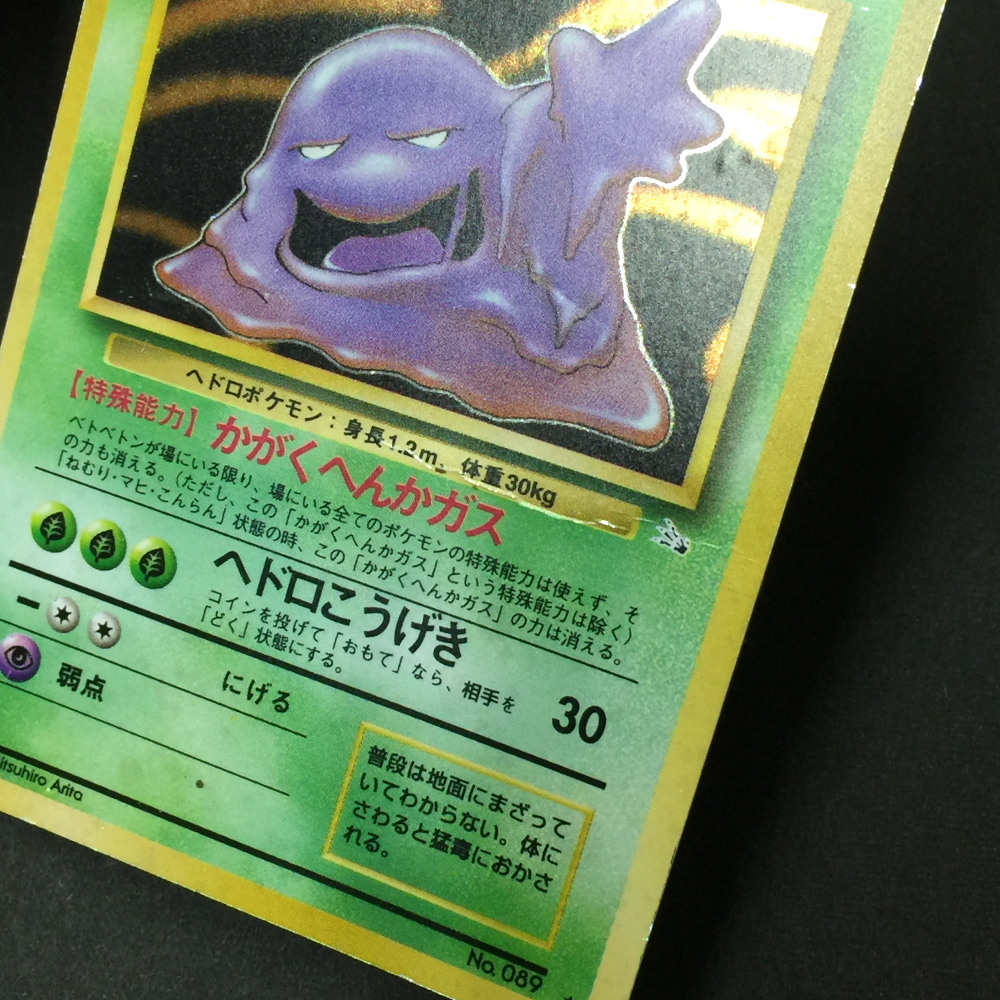 ヘドロポケモン：身長1.2m、体重30kg
【特殊能力】かがくへんかガス
ベトベトンが場にいる限り、場にいる全てのポケモンの特殊能力は使えず、そ
の力も消える。（ただし、この「かがくへんかガス」という特殊能力は除く）
「ねむり・マヒ・こんらん」状態の時、この「かがくへんかガス」の力は消える。
ヘドロこうげき
コインを投げて「おもて」なら、相手を
「どく」状態にする。
30
弱点
にげる
普段は地面にまざって
いてわからない。体に
さわると猛毒におかさ
れる。
itsuhiro Arita
No. 089